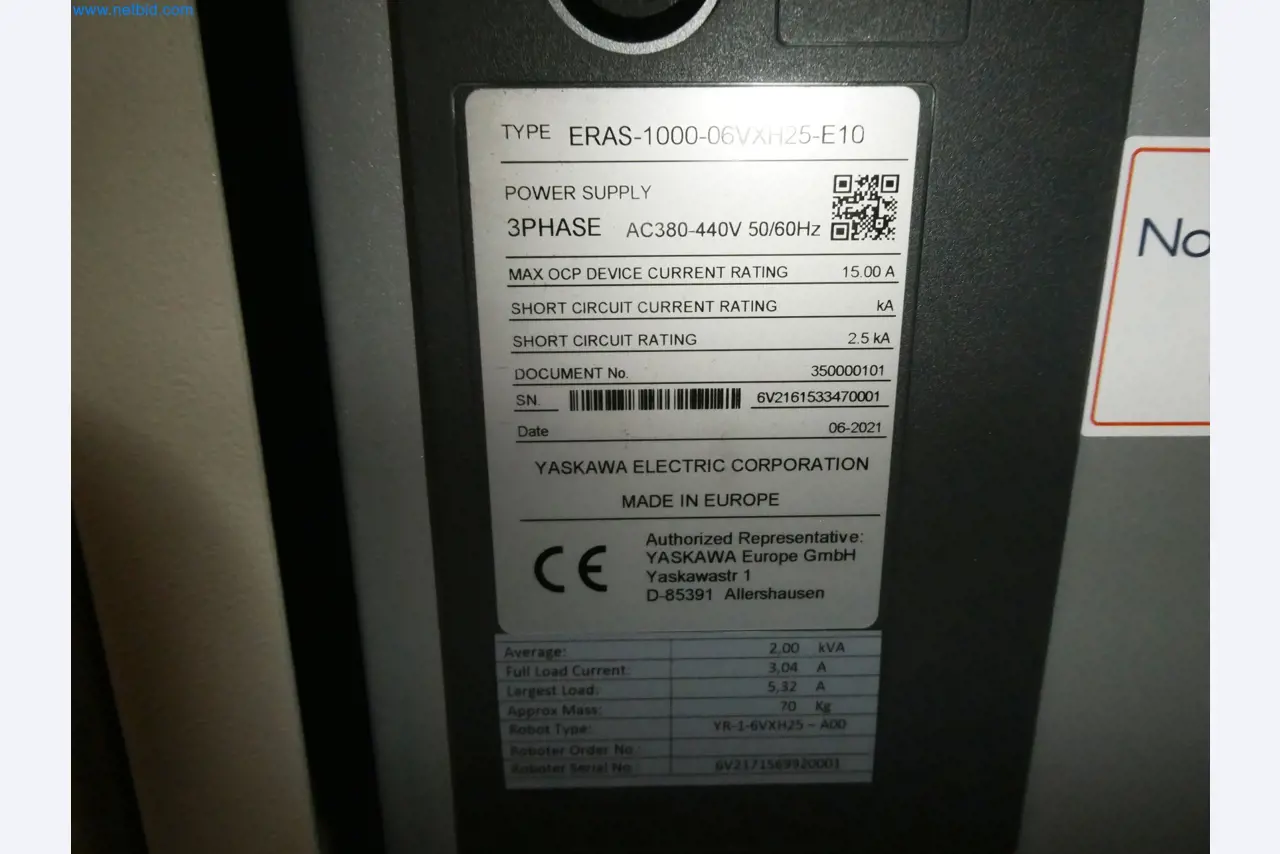 www.netbid.com
TYPE ERAS-1000-06VXH25-E10
POWER SUPPLY
3PHASE AC380-440V 50/60Hz
MAX OCP DEVICE CURRENT RATING 15.00 A
SHORT CIRCUIT CURRENT RATING kA
SHORT CIRCUIT RATING 2.5 kA
DOCUMENT No. 350000101
SN. 6V2161533470001
Date 06-2021
YASKAWA ELECTRIC CORPORATION
MADE IN EUROPE
CE
Authorized Representative:
YASKAWA Europe GmbH
Yaskawastr 1
D-85391 Allershausen
Average: 2,00 kVA
Full Load Current: 3,04 A
Largest Load: 5,32 A
Approx Mass: 70 Kg
Robot Type: YR-1-6VXH25 - A00
Roboter Order No.:
Roboter Serial No.: 6V2171569920001
No